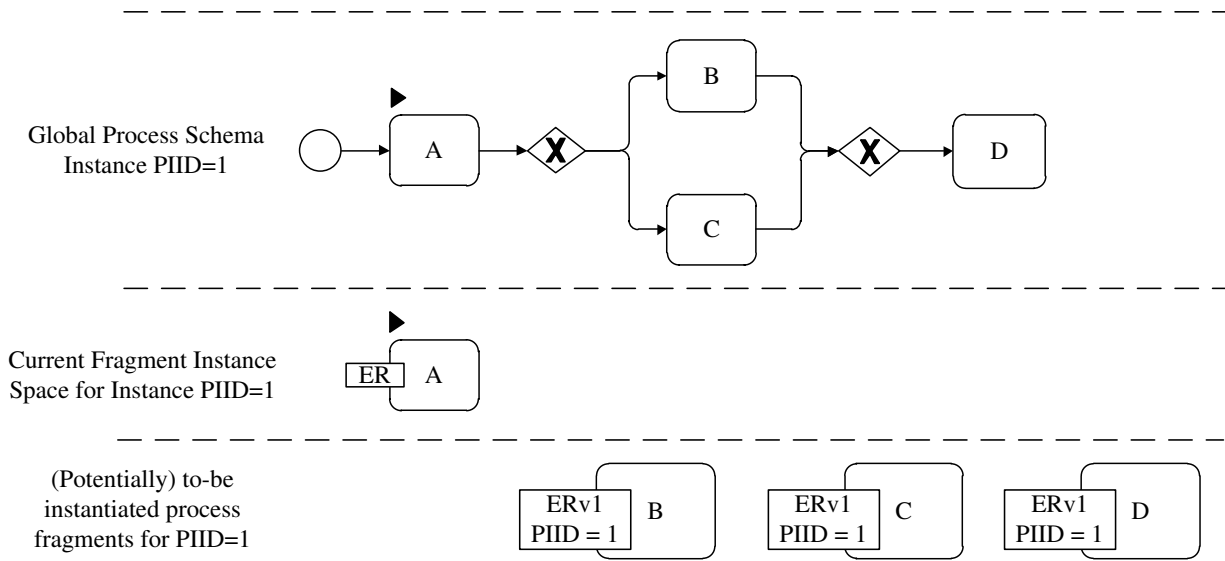 B
Global Process Schema
Instance PIID=1
A
X
X
D
C
Current Fragment Instance
Space for Instance PIID=1
ER
A
(Potentially) to-be
instantiated process
fragments for PIID=1
ERv1
PIID = 1
B
ERv1
PIID = 1
C
ERv1
PIID = 1
D